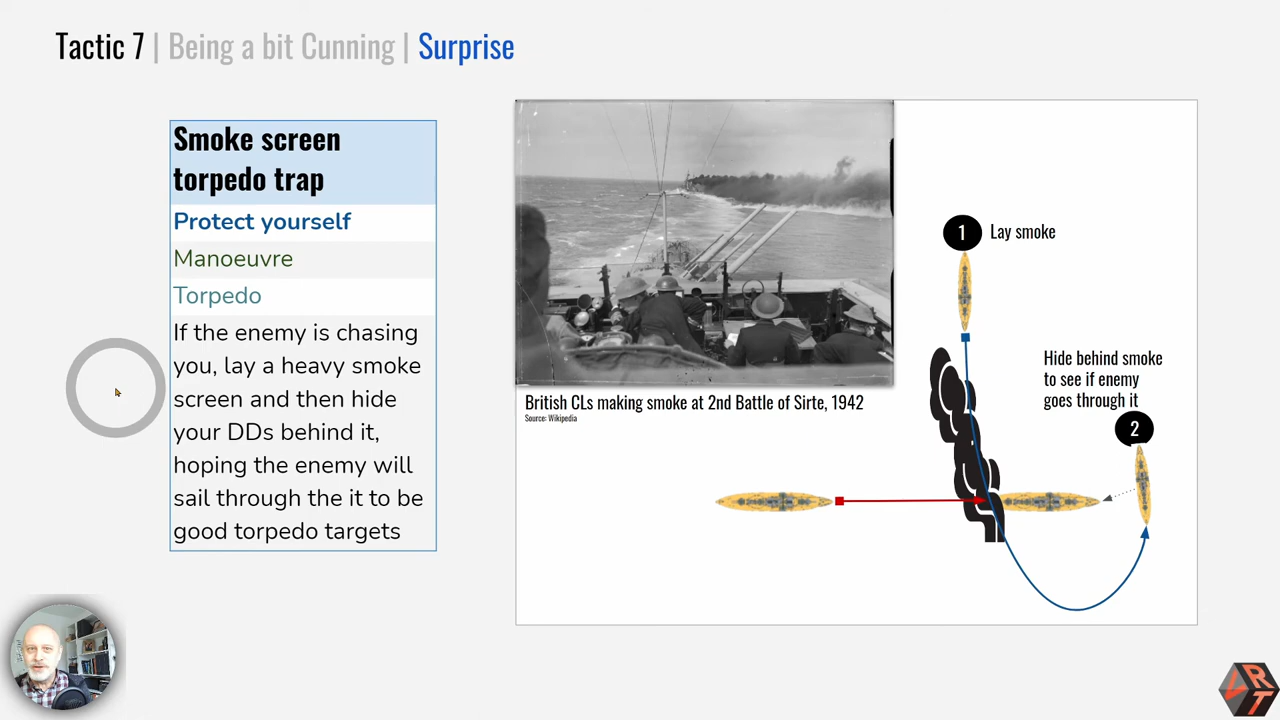 Tactic 7 | Being a bit Cunning | Surprise
Smoke screen
torpedo trap
Protect yourself
Manoeuvre
Torpedo
If the enemy is chasing
you, lay a heavy smoke
screen and then hide
your DDs behind it,
hoping the enemy will
sail through the it to be
good torpedo targets
British CLs making smoke at 2nd Battle of Sirte, 1942
Source: Wikipedia
1 Lay smoke
Hide behind smoke
to see if enemy
goes through it
2
R
T